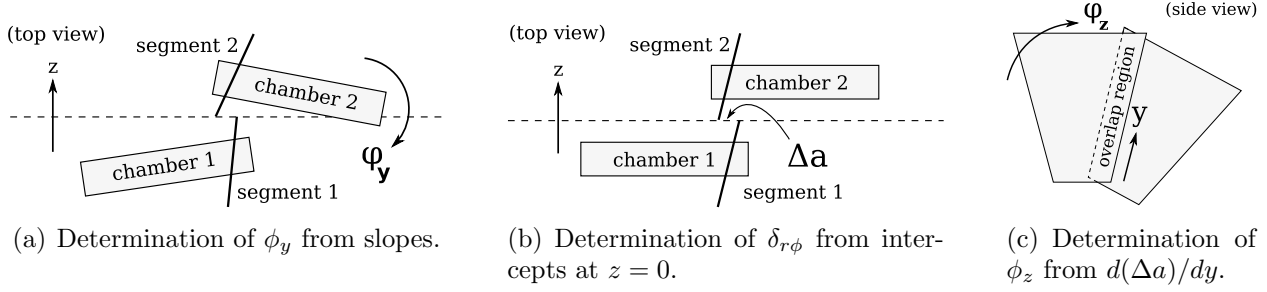 (top view)
z
segment 2
chamber 2
chamber 1
segment 1
φy
(a) Determination of ϕy from slopes.
(top view)
z
segment 2
chamber 2
chamber 1
segment 1
Δa
(b) Determination of δrϕ from inter-
cepts at z = 0.
φz
(side view)
overlap region
y
(c) Determination of
ϕz from d(Δa)/dy.